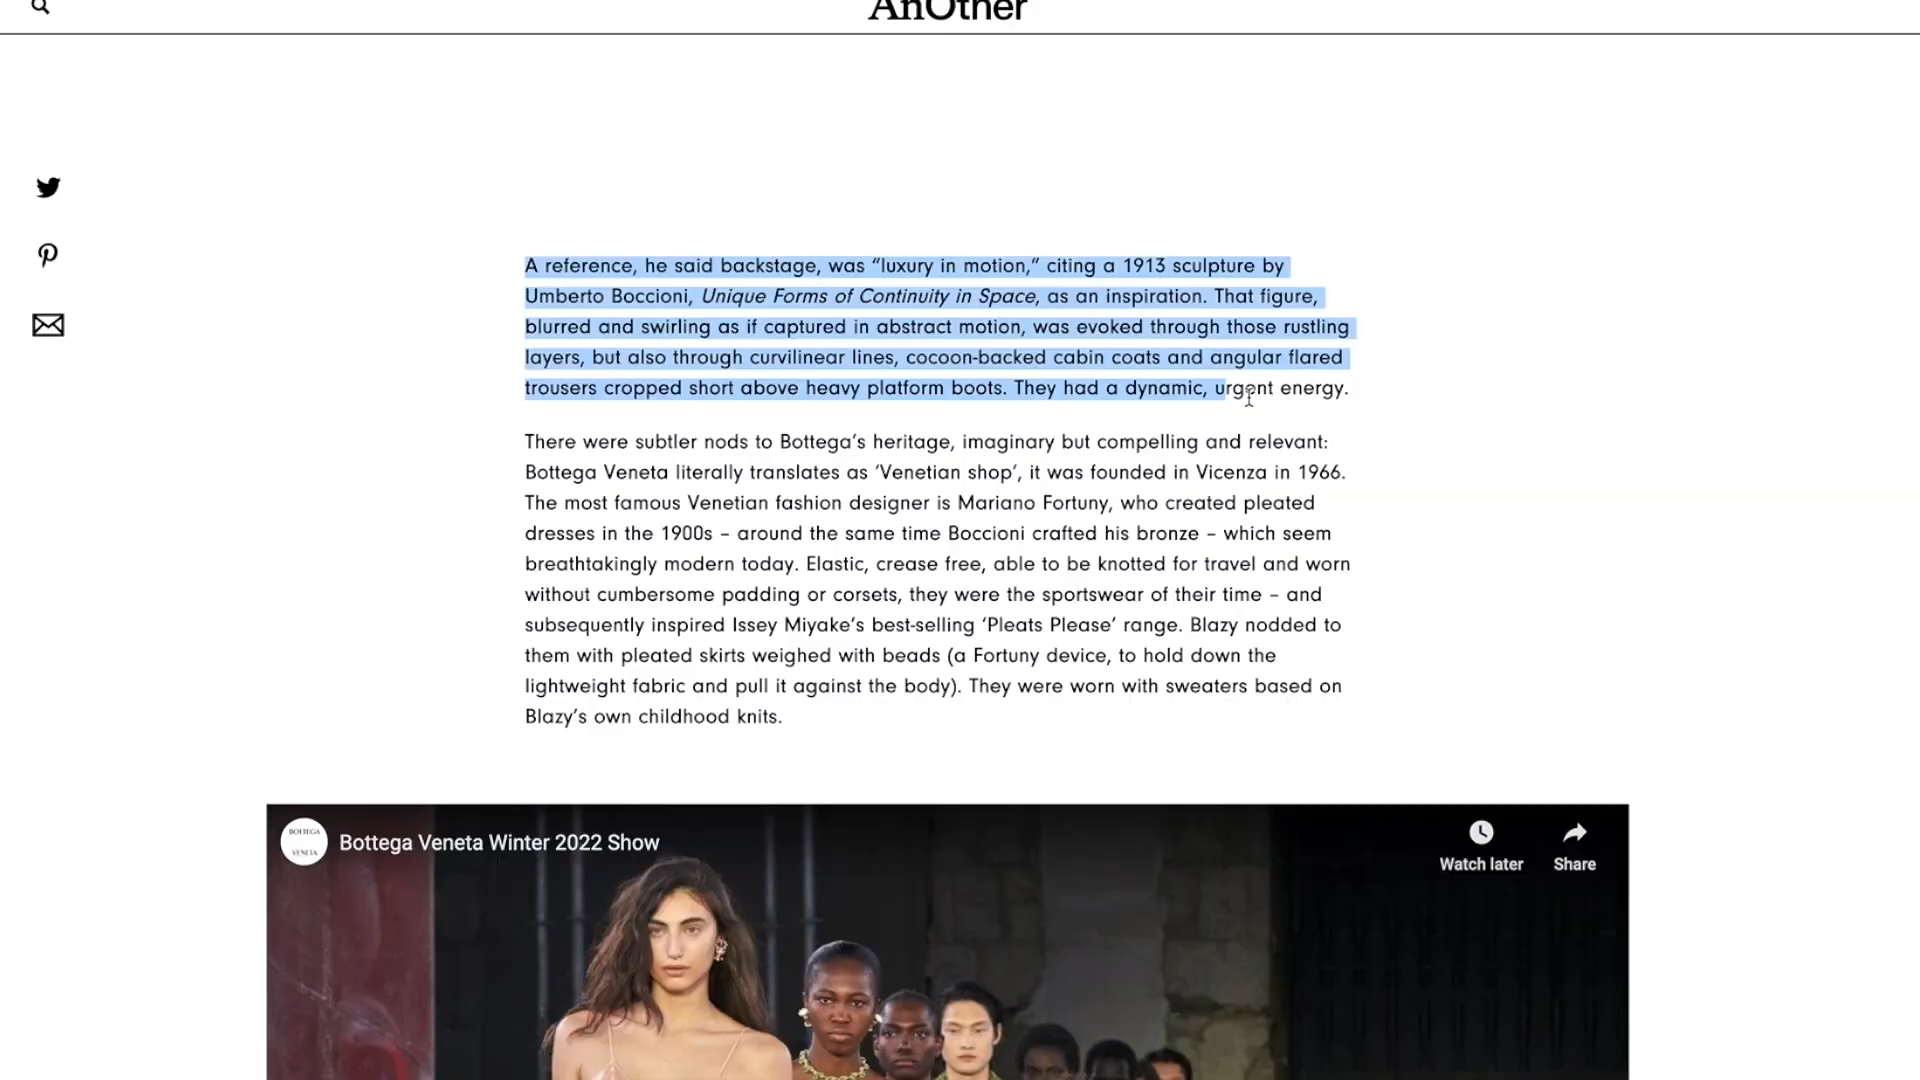 AnOther
A reference, he said backstage, was “luxury in motion,” citing a 1913 sculpture by
Umberto Boccioni, Unique Forms of Continuity in Space, as an inspiration. That figure,
blurred and swirling as if captured in abstract motion, was evoked through those rustling
layers, but also through curvilinear lines, cocoon-backed cabin coats and angular flared
trousers cropped short above heavy platform boots. They had a dynamic, urgent energy.
There were subtler nods to Bottega’s heritage, imaginary but compelling and relevant:
Bottega Veneta literally translates as ‘Venetian shop’, it was founded in Vicenza in 1966.
The most famous Venetian fashion designer is Mariano Fortuny, who created pleated
dresses in the 1900s – around the same time Boccioni crafted his bronze – which seem
breathtakingly modern today. Elastic, crease free, able to be knotted for travel and worn
without cumbersome padding or corsets, they were the sportswear of their time – and
subsequently inspired Issey Miyake’s best-selling ‘Pleats Please’ range. Blazy nodded to
them with pleated skirts weighed with beads (a Fortuny device, to hold down the
lightweight fabric and pull it against the body). They were worn with sweaters based on
Blazy’s own childhood knits.
BOTTEGA
VENETA
Bottega Veneta Winter 2022 Show
Watch later
Share